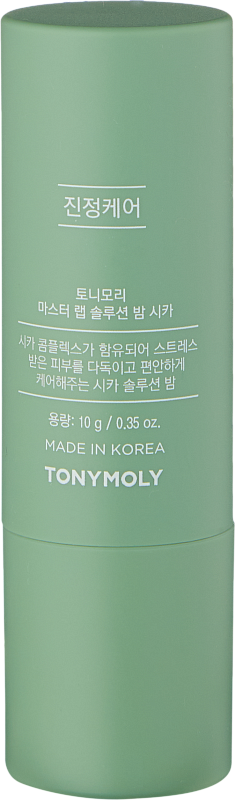 진정케어
토니모리
마스터 랩 솔루션 밤 시카
시카 콤플렉스가 함유되어 스트레스
받은 피부를 다독이고 편안하게
케어해주는 시카 솔루션 밤
용량: 10 g / 0.35 oz.
MADE IN KOREA
TONYMOLY